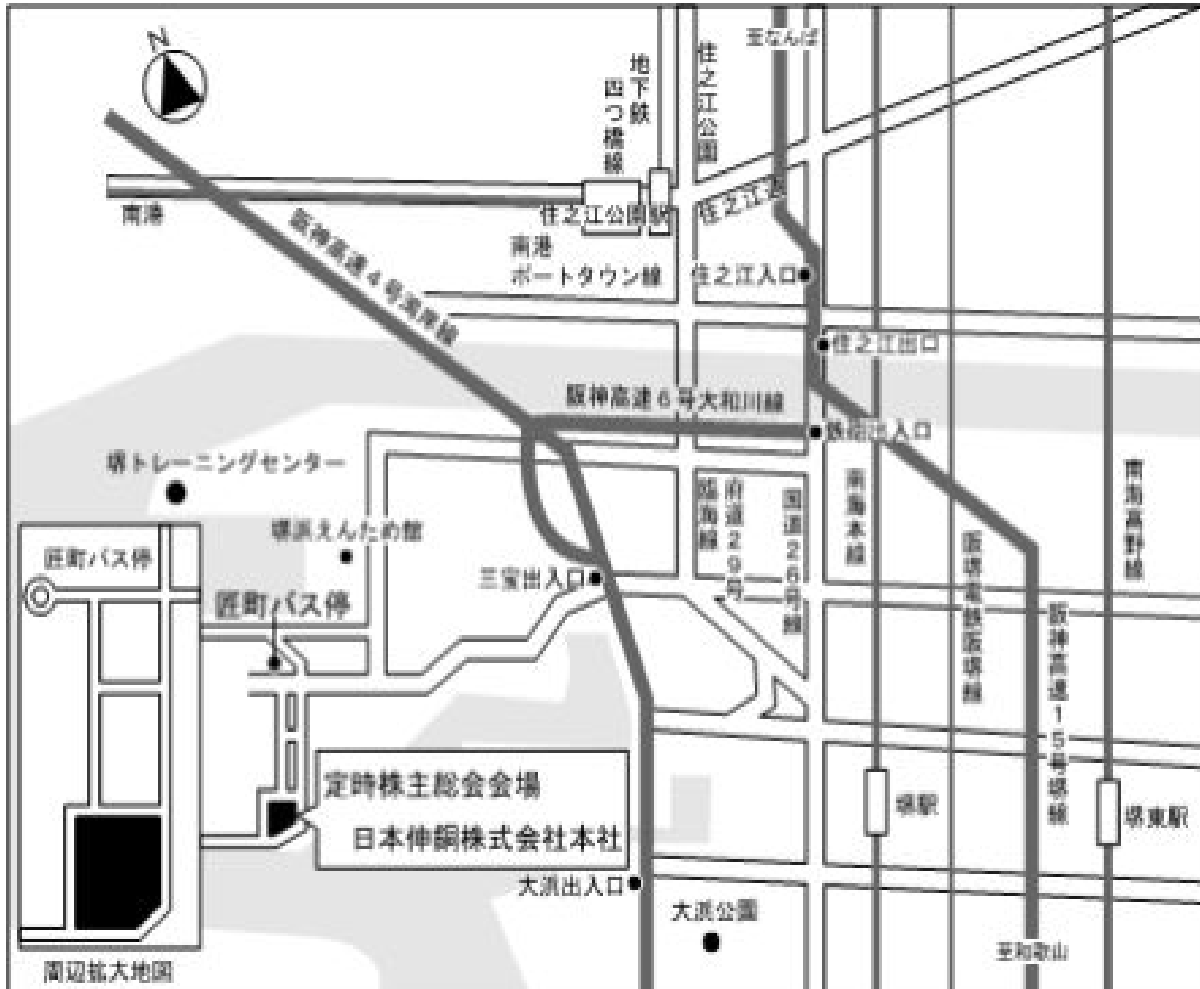 N
至なんば
地下鉄
四つ橋線
住之江公園
南港
住之江公園駅
住之江通
南港
ポートタウン線
住之江入口
阪神高速4号湾岸線
住之江出口
阪神高速6号大和川線
鉄砲出入口
堺トレーニングセンター
堺浜えんため館
府道29号
臨海線
国道26号線
南海本線
南海高野線
匠町バス停
三宝出入口
匠町バス停
阪堺電鉄阪堺線
阪神高速15号堺線
定時株主総会会場
日本伸銅株式会社本社
堺駅
堺東駅
大浜出入口
大浜公園
至和歌山
周辺拡大地図